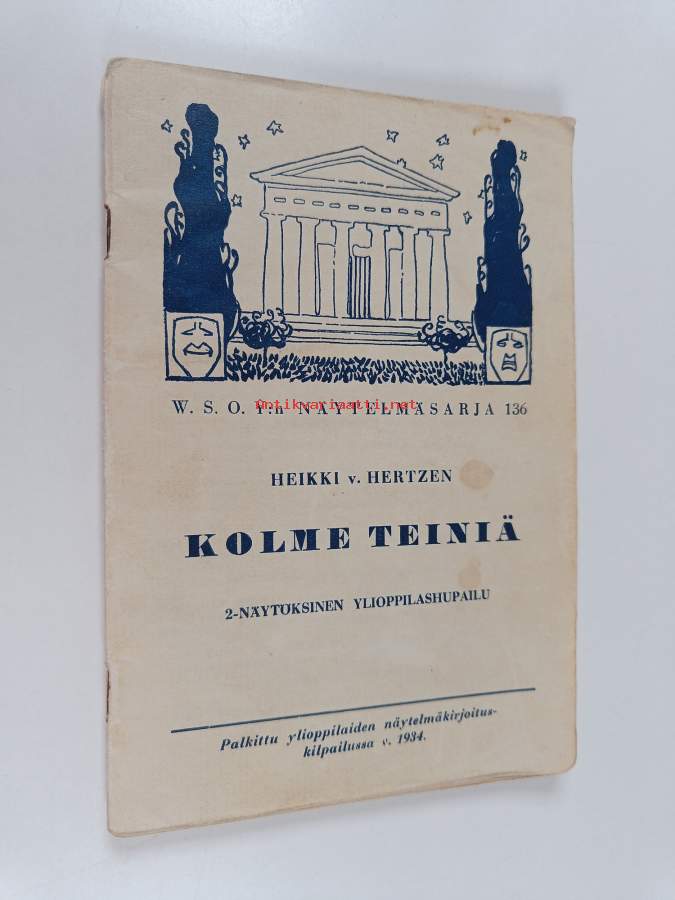 W. S. O. Y:n NÄYTELMÄSARJA 136
antikvariaatti.net
HEIKKI v. HERTZEN
KOLME TEINIÄ
2-NÄYTÖKSINEN YLIOPPILASHUPAILU
Palkittu ylioppilaiden näytelmäkirjoitus-
kilpailussa v. 1934.